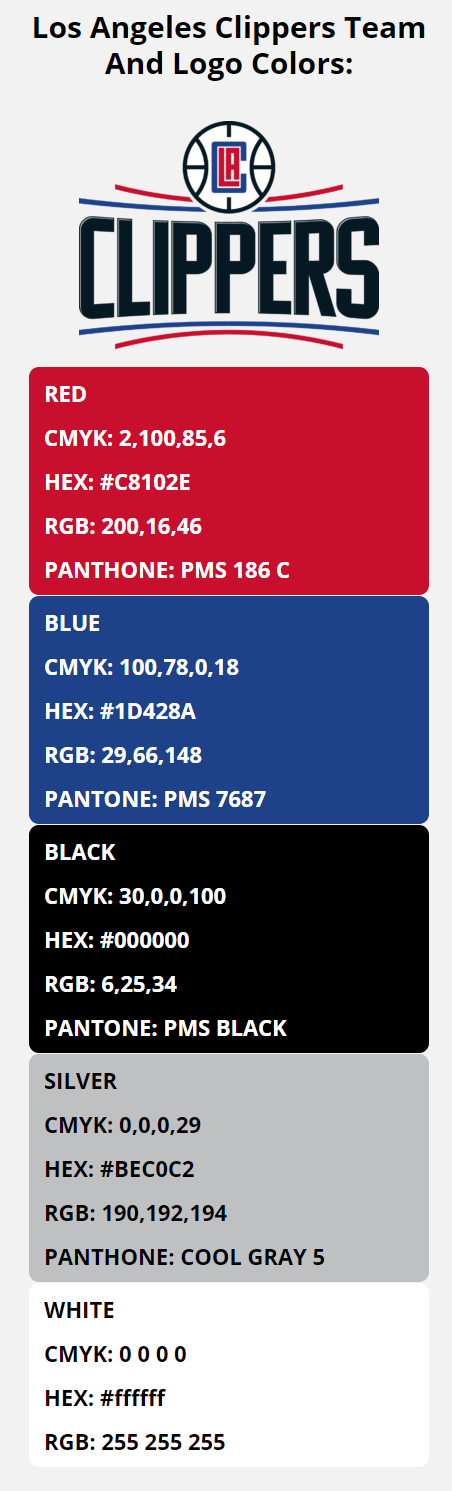 Los Angeles Clippers Team
And Logo Colors:
LA
CLIPPERS
RED
CMYK: 2,100,85,6
HEX: #C8102E
RGB: 200,16,46
PANTHONE: PMS 186 C
BLUE
CMYK: 100,78,0,18
HEX: #1D428A
RGB: 29,66,148
PANTONE: PMS 7687
BLACK
CMYK: 30,0,0,100
HEX: #000000
RGB: 6,25,34
PANTONE: PMS BLACK
SILVER
CMYK: 0,0,0,29
HEX: #BEC0C2
RGB: 190,192,194
PANTHONE: COOL GRAY 5
WHITE
CMYK: 0 0 0 0
HEX: #ffffff
RGB: 255 255 255